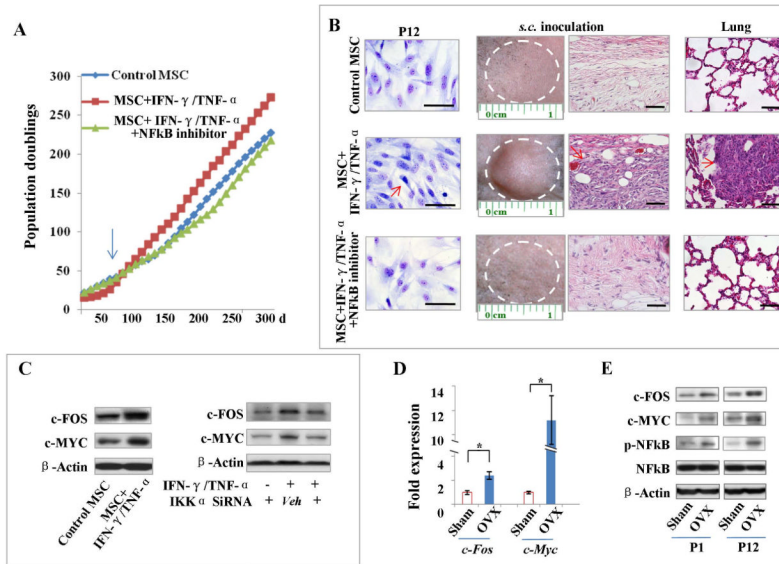 A
Population doublings
300
250
200
150
100
50
0
50 100 150 200 250 300 d
Control MSC
MSC+IFN-γ/TNF-α
MSC+ IFN-γ/TNF-α
+NFkB inhibitor
B
P12 s.c. inoculation Lung
Control MSC
0 cm 1
MSC+
IFN-γ/TNF-α
0 cm 1
MSC+IFN-γ/TNF-α
+NFkB inhibitor
0 cm 1
C
c-FOS
c-MYC
β-Actin
Control MSC
MSC+
IFN-γ/TNF-α
c-FOS
c-MYC
β-Actin
IFN-γ/TNF-α - + +
IKKα SiRNA + Veh +
D
Fold expression
14
12
10
6
4
2
0
* *
Sham OVX Sham OVX
c-Fos c-Myc
E
c-FOS
c-MYC
p-NFkB
NFkB
β-Actin
Sham OVX Sham OVX
P1 P12